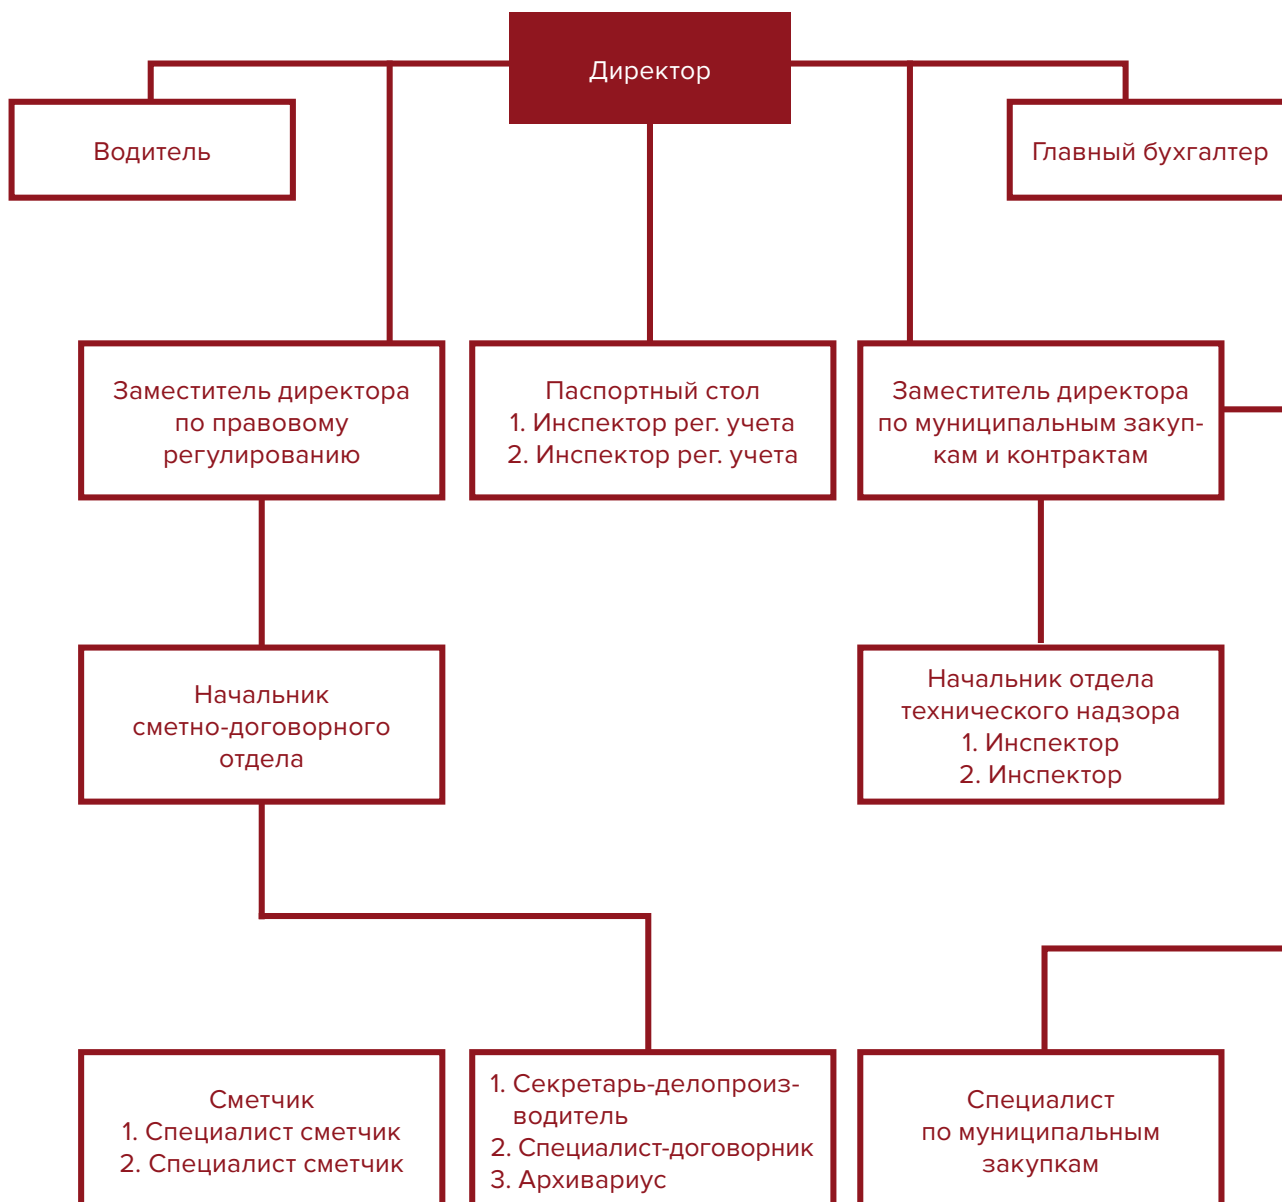 Директор
Водитель
Главный бухгалтер
Заместитель директора
по правовому
регулированию
Паспортный стол
1. Инспектор рег. учета
2. Инспектор рег. учета
Заместитель директора
по муниципальным закуп-
кам и контрактам
Начальник
сметно-договорного
отдела
Начальник отдела
технического надзора
1. Инспектор
2. Инспектор
Сметчик
1. Специалист сметчик
2. Специалист сметчик
1. Секретарь-делопроиз-
водитель
2. Специалист-договорник
3. Архивариус
Специалист
по муниципальным
закупкам